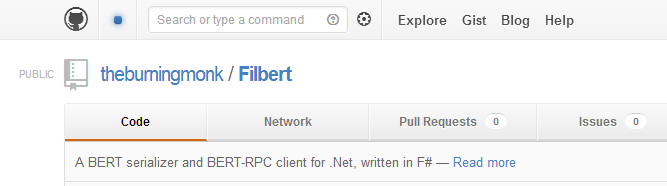 Search or type a command
Explore Gist Blog Help
PUBLIC theburningmonk / Filbert
Code Network Pull Requests 0 Issues 0
A BERT serializer and BERT-RPC client for .Net, written in F# — Read more